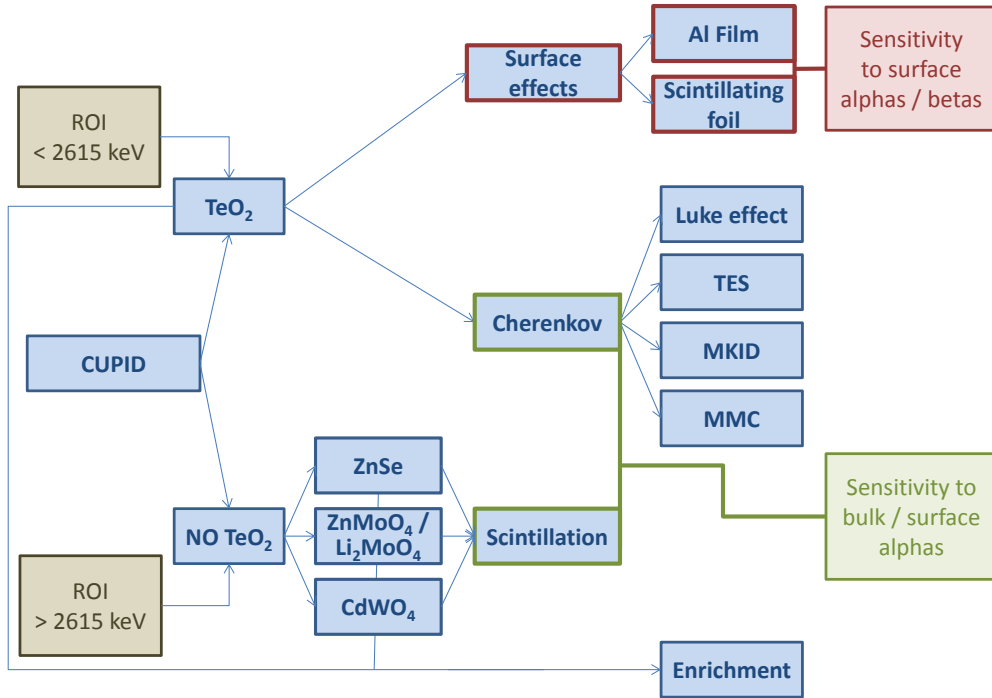 Al Film
Sensitivity
to surface
alphas / betas
Surface
effects
Scintillating
foil
ROI
< 2615 keV
TeO₂
Luke effect
TES
Cherenkov
MKID
CUPID
MMC
ZnSe
Sensitivity to
bulk / surface
alphas
NO TeO₂
ZnMoO₄ /
Li₂MoO₄
Scintillation
ROI
> 2615 keV
CdWO₄
Enrichment